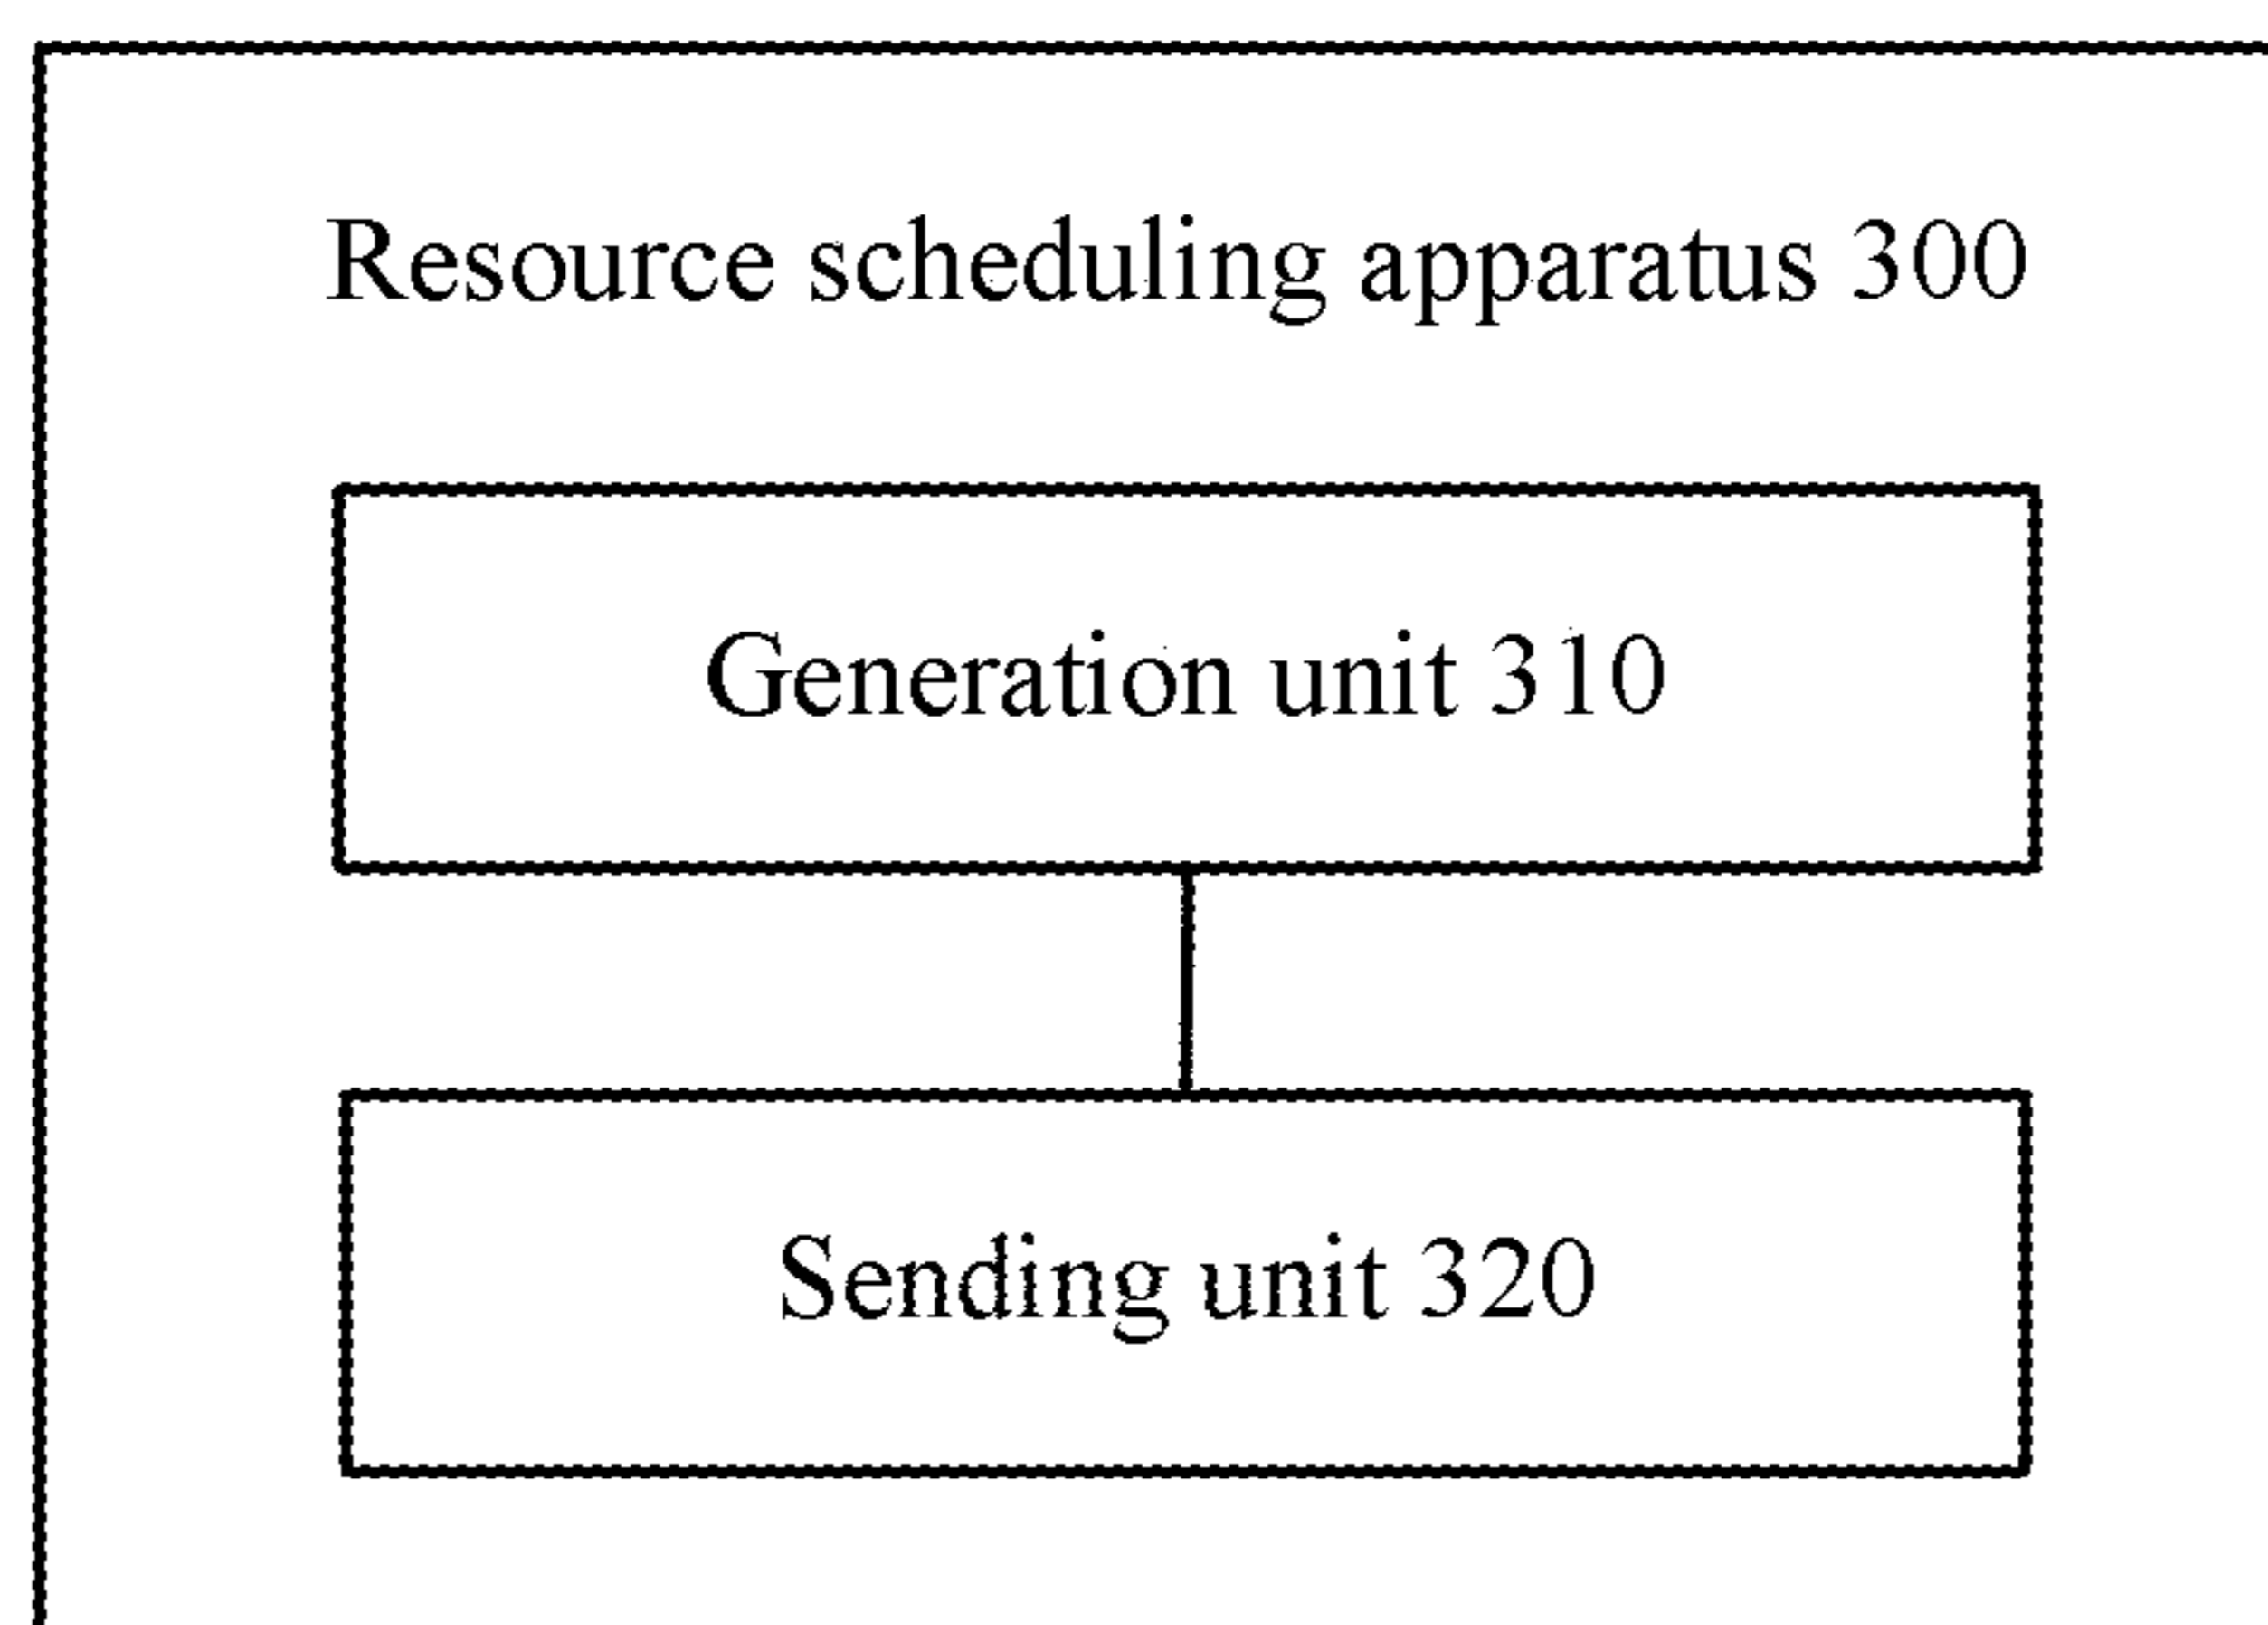 Resource scheduling apparatus 300
Generation unit 310
Sending unit 320